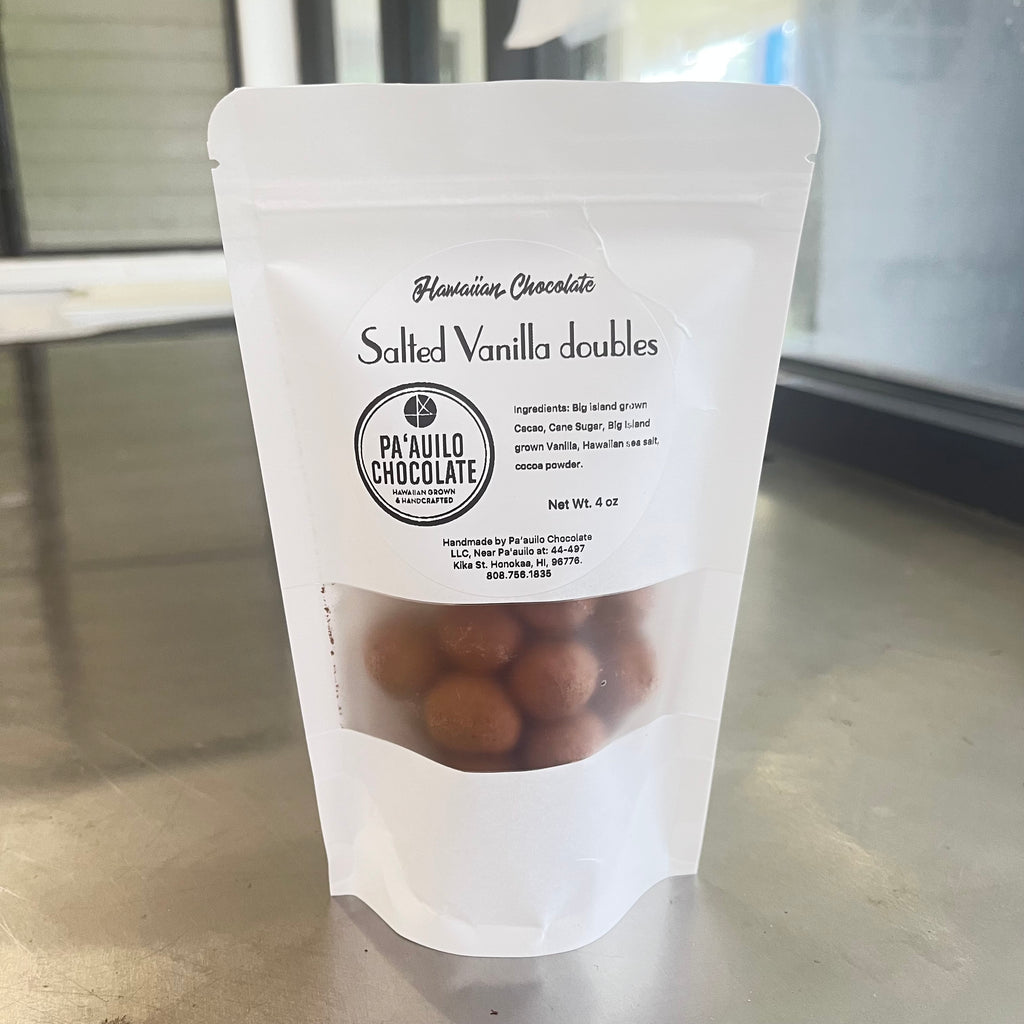 Hawaiian Chocolate
Salted Vanilla doubles
PAʻAUILO
CHOCOLATE
HAWAIIAN GROWN
& HANDCRAFTED
Ingredients: Big island grown
Cacao, Cane Sugar, Big Island
grown Vanilla, Hawaiian sea salt,
cocoa powder.
Net Wt. 4 oz
Handmade by Pa'auilo Chocolate
LLC, Near Pa'auilo at: 44-497
Kika St. Honokaa, HI, 96776.
808.756.1835